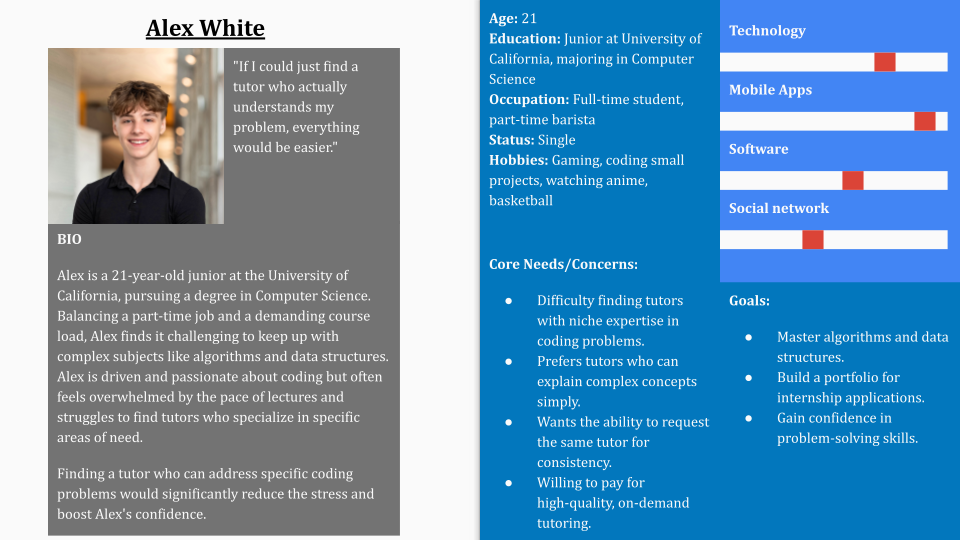 Alex White
"If I could just find a
tutor who actually
understands my
problem, everything
would be easier."
BIO
Alex is a 21-year-old junior at the University of
California, pursuing a degree in Computer Science.
Balancing a part-time job and a demanding course
load, Alex finds it challenging to keep up with
complex subjects like algorithms and data structures.
Alex is driven and passionate about coding but often
feels overwhelmed by the pace of lectures and
struggles to find tutors who specialize in specific
areas of need.
Finding a tutor who can address specific coding
problems would significantly reduce the stress and
boost Alex's confidence.
Age: 21
Education: Junior at University of
California, majoring in Computer
Science
Occupation: Full-time student,
part-time barista
Status: Single
Hobbies: Gaming, coding small
projects, watching anime,
basketball
Core Needs/Concerns:
● Difficulty finding tutors
with niche expertise in
coding problems.
● Prefers tutors who can
explain complex concepts
simply.
● Wants the ability to request
the same tutor for
consistency.
● Willing to pay for
high-quality, on-demand
tutoring.
Technology
Mobile Apps
Software
Social network
Goals:
● Master algorithms and data
structures.
● Build a portfolio for
internship applications.
● Gain confidence in
problem-solving skills.